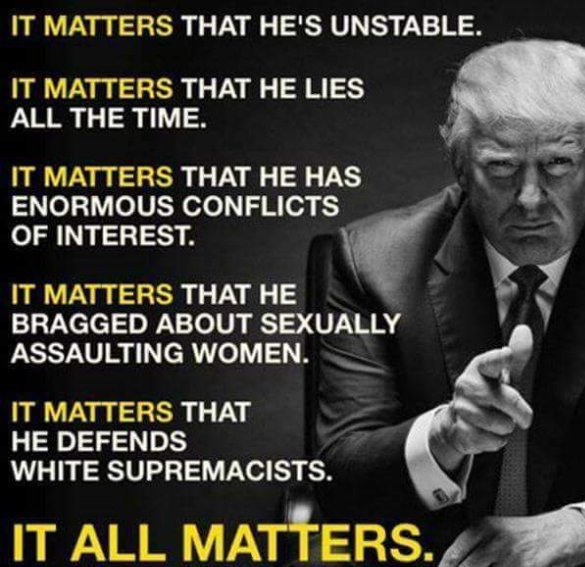 IT MATTERS THAT HE'S UNSTABLE.
IT MATTERS THAT HE LIES
ALL THE TIME.
IT MATTERS THAT HE HAS
ENORMOUS CONFLICTS
OF INTEREST.
IT MATTERS THAT HE
BRAGGED ABOUT SEXUALLY
ASSAULTING WOMEN.
IT MATTERS THAT
HE DEFENDS
WHITE SUPREMACISTS.
IT ALL MATTERS.